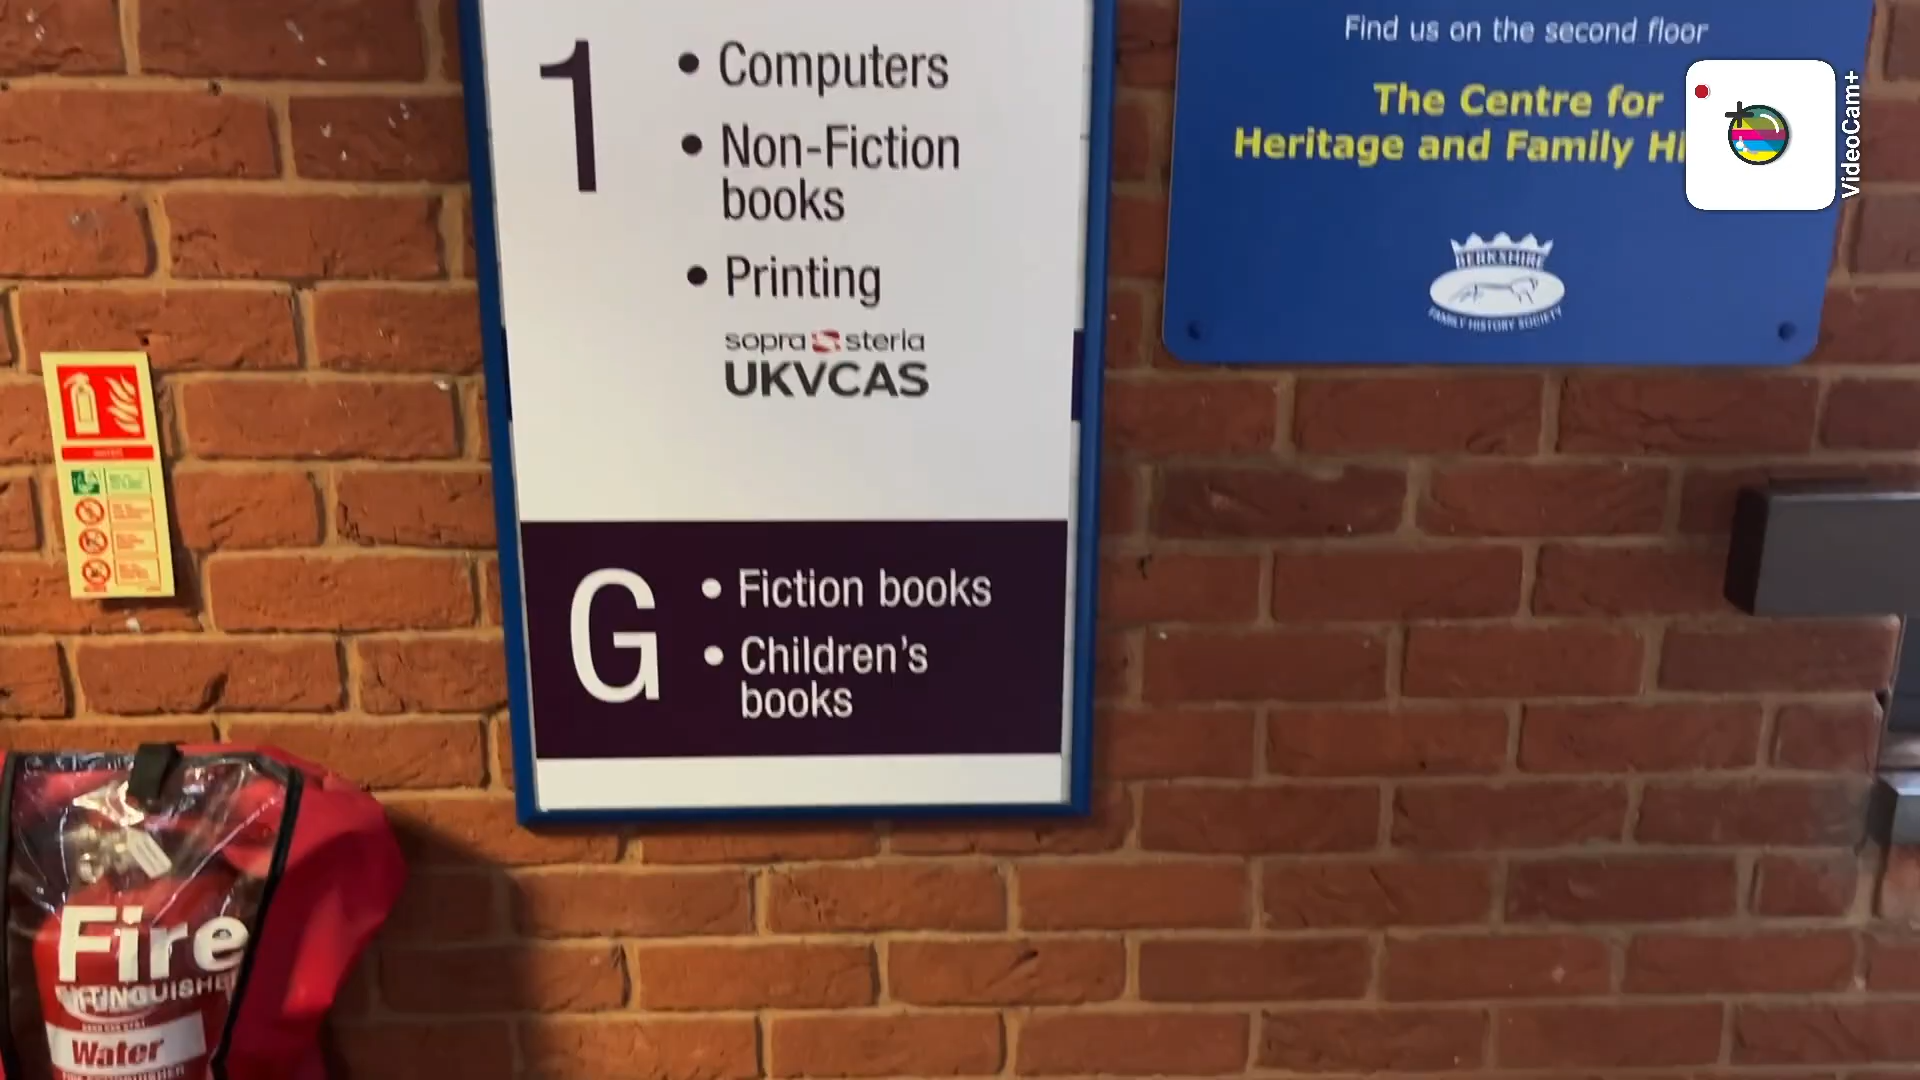 1
• Computers
• Non-Fiction
books
• Printing
sopra steria
UKVCAS
G
• Fiction books
• Children's
books
Find us on the second floor
The Centre for
Heritage and Family Hi
BERKSHIRE
FAMILY HISTORY SOCIETY
VideoCam+
Fire
EXTINGUISHE
Water